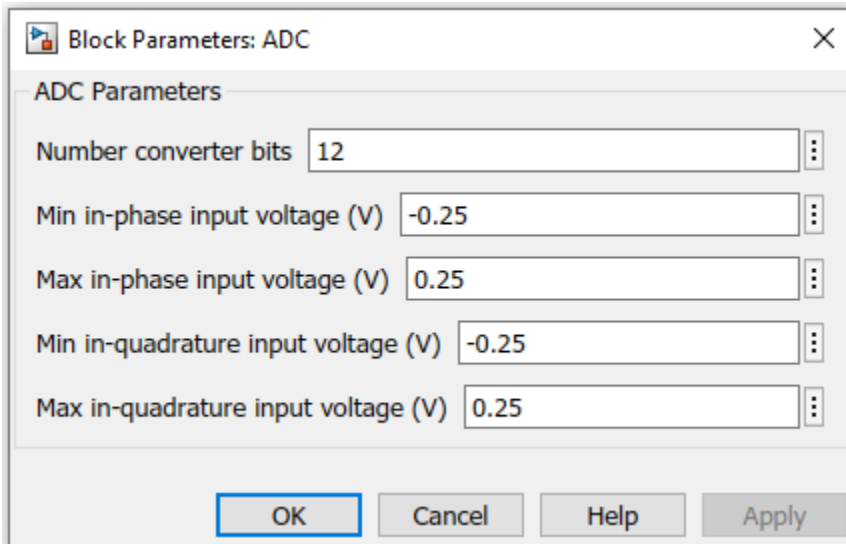 Block Parameters: ADC
ADC Parameters
Number converter bits 12
Min in-phase input voltage (V) -0.25
Max in-phase input voltage (V) 0.25
Min in-quadrature input voltage (V) -0.25
Max in-quadrature input voltage (V) 0.25
OK Cancel Help Apply